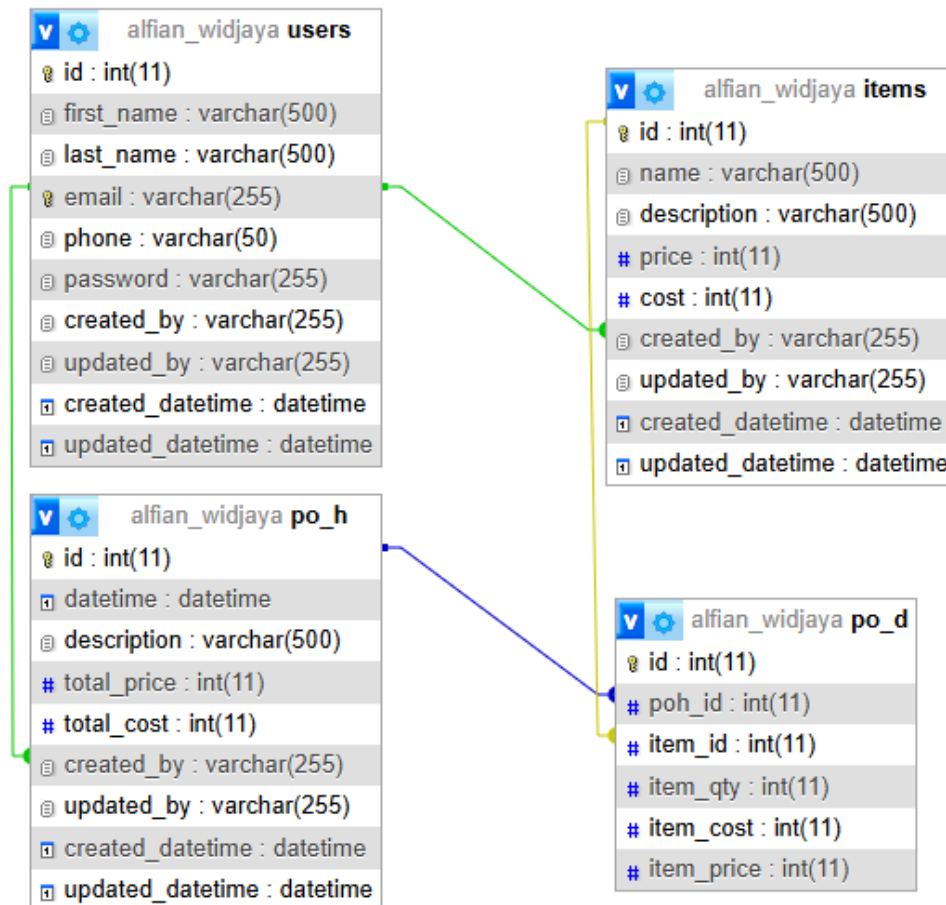 alfian_widjaya users
id : int(11)
first_name : varchar(500)
last_name : varchar(500)
email : varchar(255)
phone : varchar(50)
password : varchar(255)
created_by : varchar(255)
updated_by : varchar(255)
created_datetime : datetime
updated_datetime : datetime
alfian_widjaya items
id : int(11)
name : varchar(500)
description : varchar(500)
price : int(11)
cost : int(11)
created_by : varchar(255)
updated_by : varchar(255)
created_datetime : datetime
updated_datetime : datetime
alfian_widjaya po_h
id : int(11)
datetime : datetime
description : varchar(500)
total_price : int(11)
total_cost : int(11)
created_by : varchar(255)
updated_by : varchar(255)
created_datetime : datetime
updated_datetime : datetime
alfian_widjaya po_d
id : int(11)
poh_id : int(11)
item_id : int(11)
item_qty : int(11)
item_cost : int(11)
item_price : int(11)